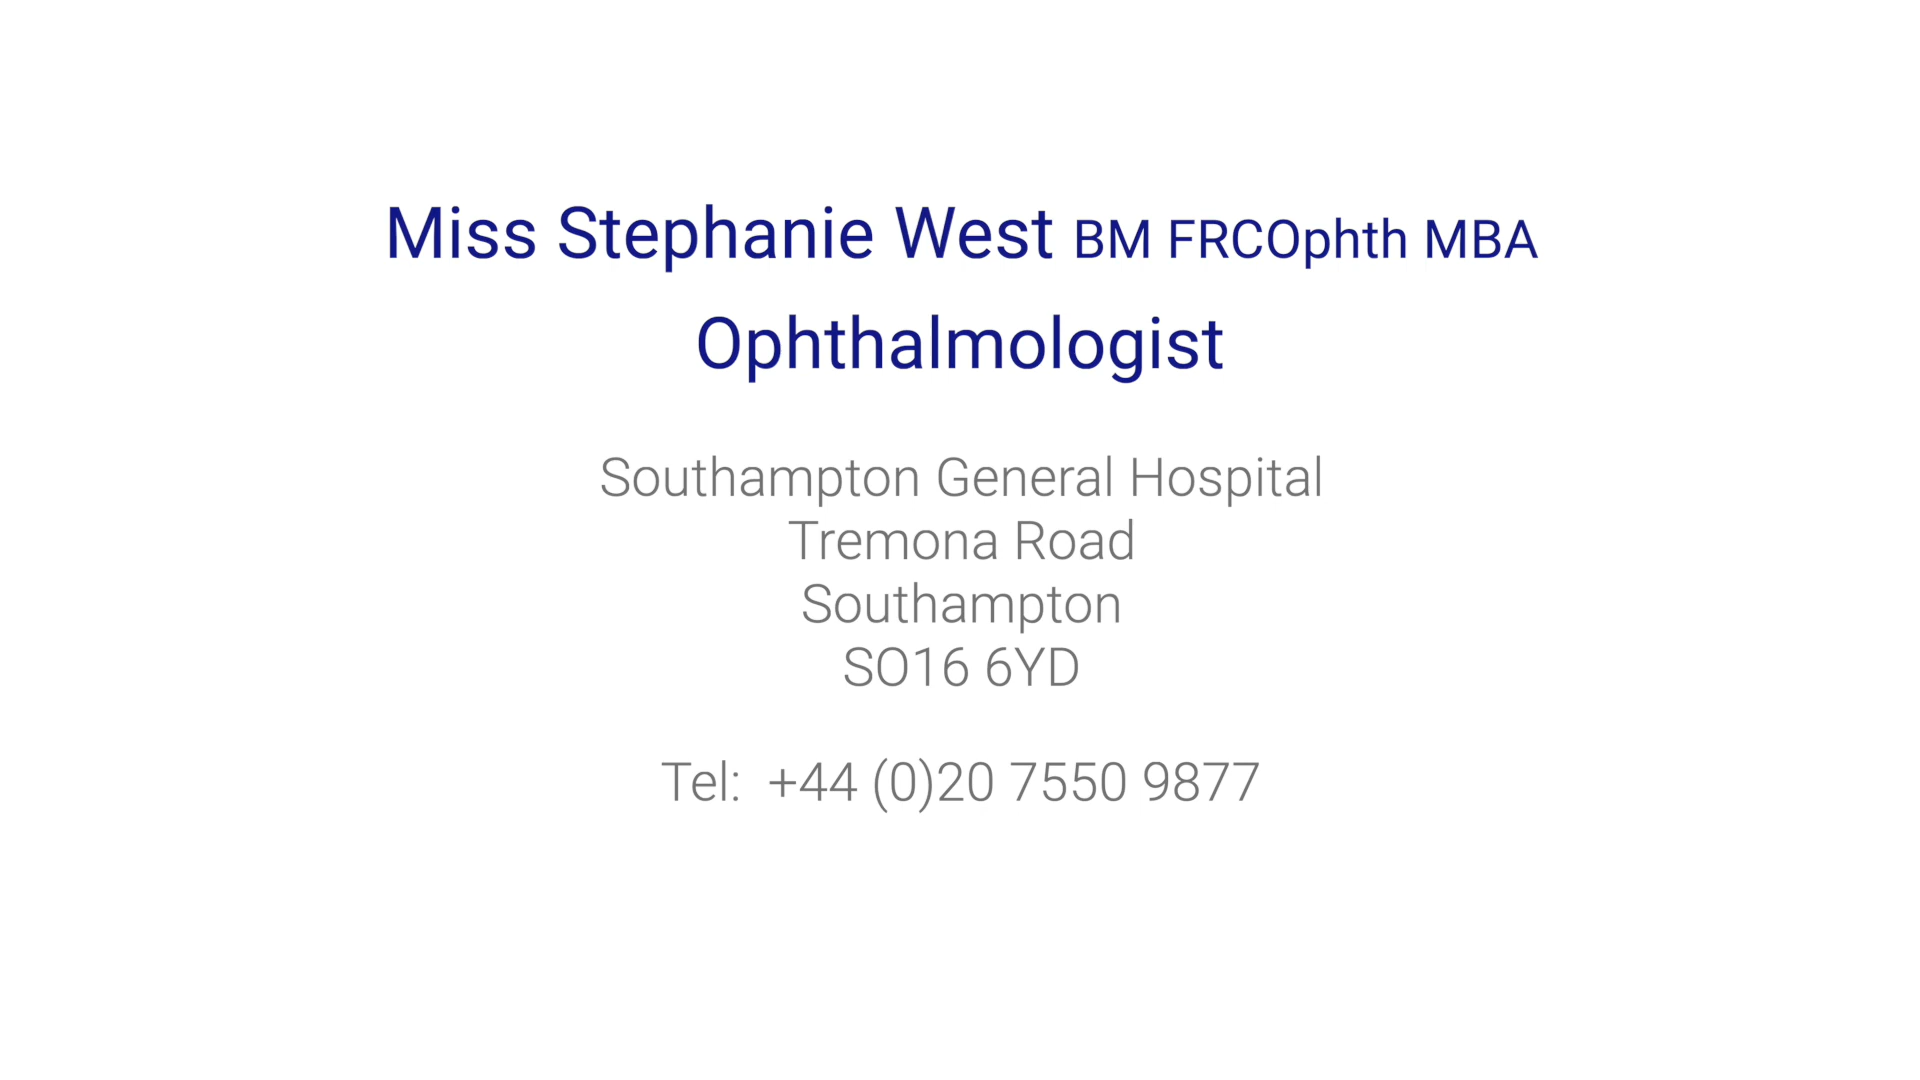 Miss Stephanie West BM FRCOphth MBA
Ophthalmologist
Southampton General Hospital
Tremona Road
Southampton
SO16 6YD
Tel:  +44 (0)20 7550 9877